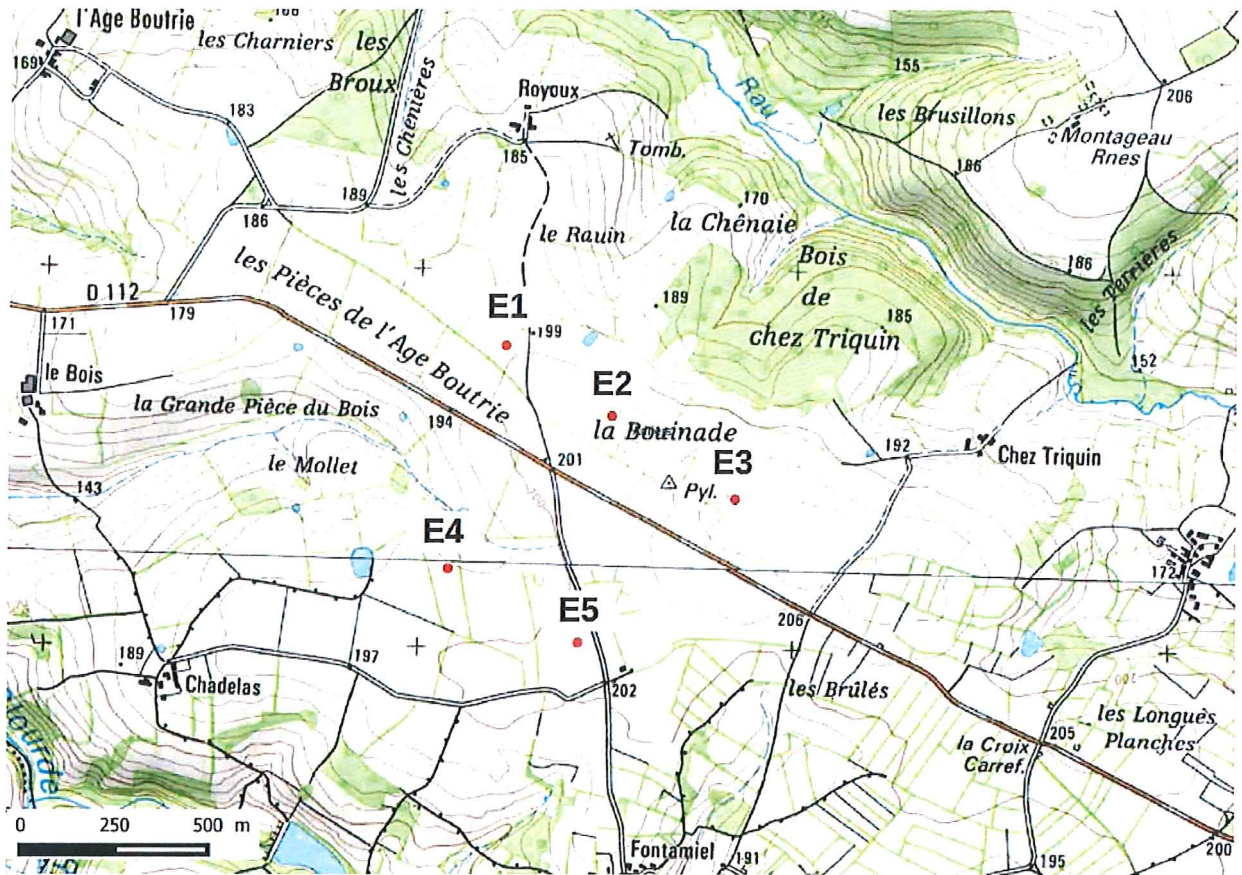 l'Age Boutrie
les Charniers
les
Broux
169
183
155
les Chênières
Royoux
185
Tomb.
Rau
les Brusillons
206
Montageau
Rnes
186
189
186
170
la Chênaie
le Rauin
les Pièces de l'Age Boutrie
Bois
de
chez Triquin
186
les Terrières
D 112
171
179
189
185
E1
199
152
le Bois
la Grande Pièce du Bois
194
E2
la Bouinade
le Mollet
201
192
Chez Triquin
E3
Pyl.
143
E4
172
E5
206
189
Chadelas
197
202
les Brûlés
200
205
les Longues
Planches
la Croix
Carref.
0 250 500 m
Fontamiel
191
195
200